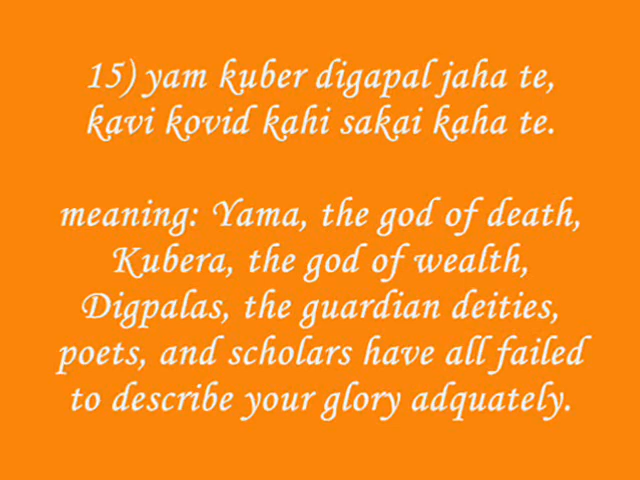 15) yam kuber digapal jaha te,
kavi kovid kahi sakai kaha te.
meaning: Yama, the god of death,
Kubera, the god of wealth,
Digpalas, the guardian deities,
poets, and scholars have all failed
to describe your glory adquately.